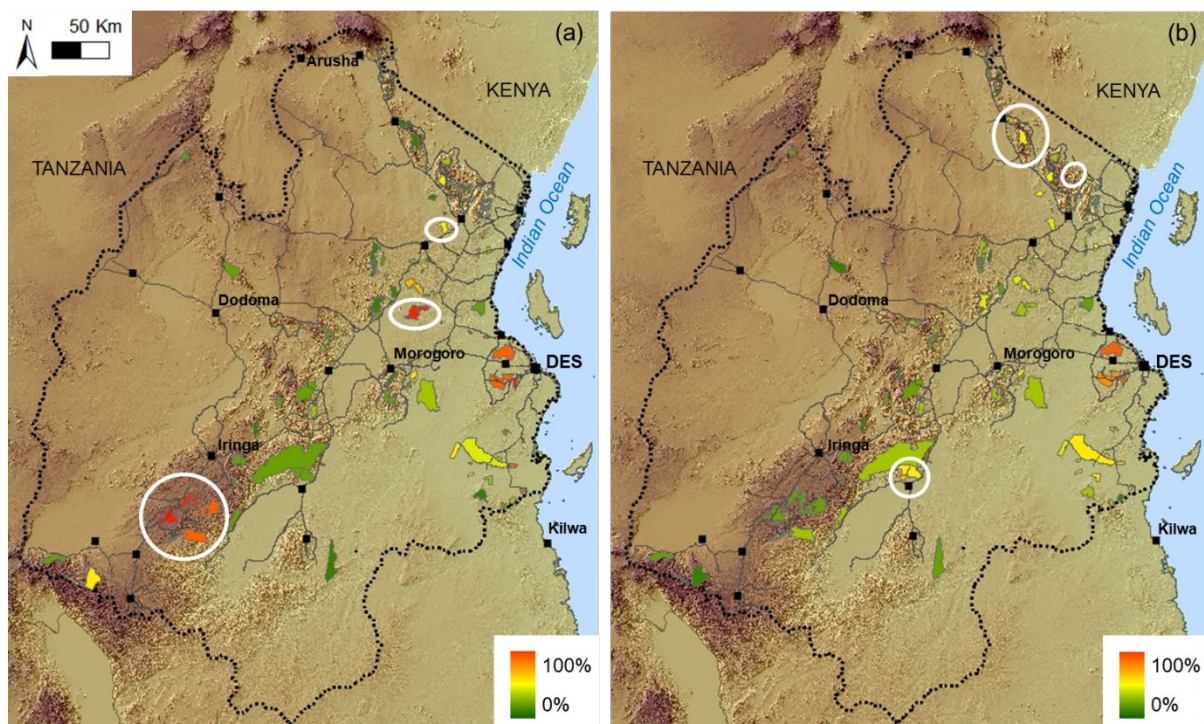 N
50 Km
(a)
Arusha
KENYA
TANZANIA
Indian Ocean
Dodoma
Morogoro
DES
Iringa
Kilwa
100%
0%
(b)
KENYA
TANZANIA
Indian Ocean
Dodoma
Morogoro
DES
Iringa
Kilwa
100%
0%